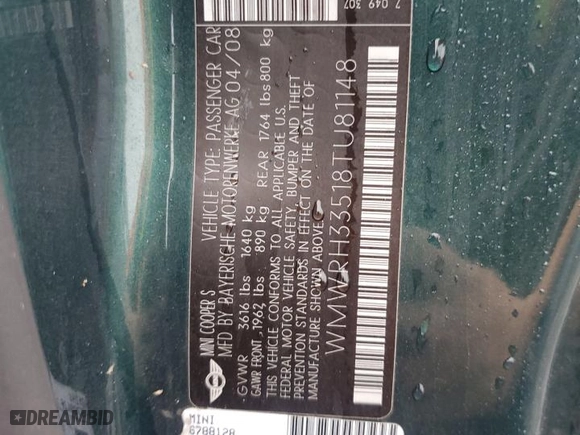 MINI COOPER S
VEHICLE TYPE: PASSENGER CAR
MFD BY BAYERISCHE MOTORENWERKE AG 04/08
GVWR 3616 lbs 1640 kg
GAWR FRONT 1962 lbs 890 kg REAR 1764 lbs 800 kg
THIS VEHICLE CONFORMS TO ALL APPLICABLE U.S.
FEDERAL MOTOR VEHICLE SAFETY, BUMPER AND THEFT
PREVENTION STANDARDS IN EFFECT ON THE DATE OF
MANUFACTURE SHOWN ABOVE
WMWRH33518TU81148
7 049 307
MINI
6788128
DREAMBID